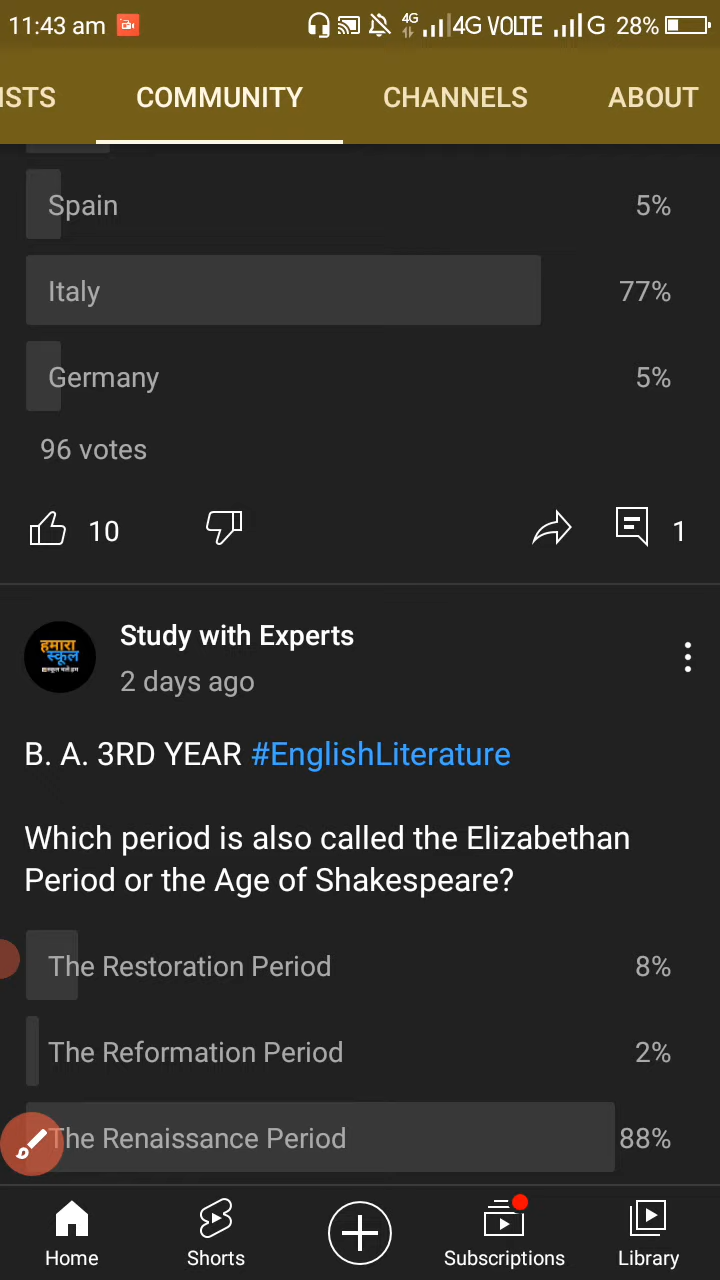 11:43 am 4G 4G VOLTE G 28%
ISTS COMMUNITY CHANNELS ABOUT
Spain 5%
Italy 77%
Germany 5%
96 votes
10 1
हमारा
स्कूल
Study with Experts
2 days ago
B. A. 3RD YEAR #EnglishLiterature
Which period is also called the Elizabethan
Period or the Age of Shakespeare?
The Restoration Period 8%
The Reformation Period 2%
The Renaissance Period 88%
Home Shorts Subscriptions Library